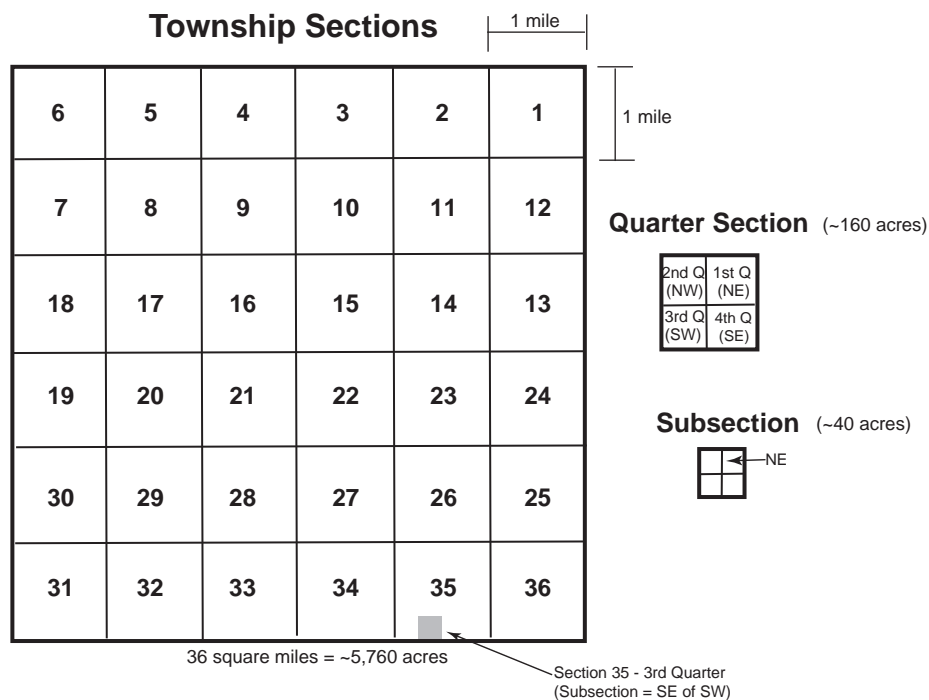 Township Sections
1 mile
1 mile
6 5 4 3 2 1
7 8 9 10 11 12
18 17 16 15 14 13
19 20 21 22 23 24
30 29 28 27 26 25
31 32 33 34 35 36
36 square miles = ~5,760 acres
Section 35 - 3rd Quarter
(Subsection = SE of SW)
Quarter Section (~160 acres)
2nd Q 1st Q
(NW) (NE)
3rd Q 4th Q
(SW) (SE)
Subsection (~40 acres)
NE